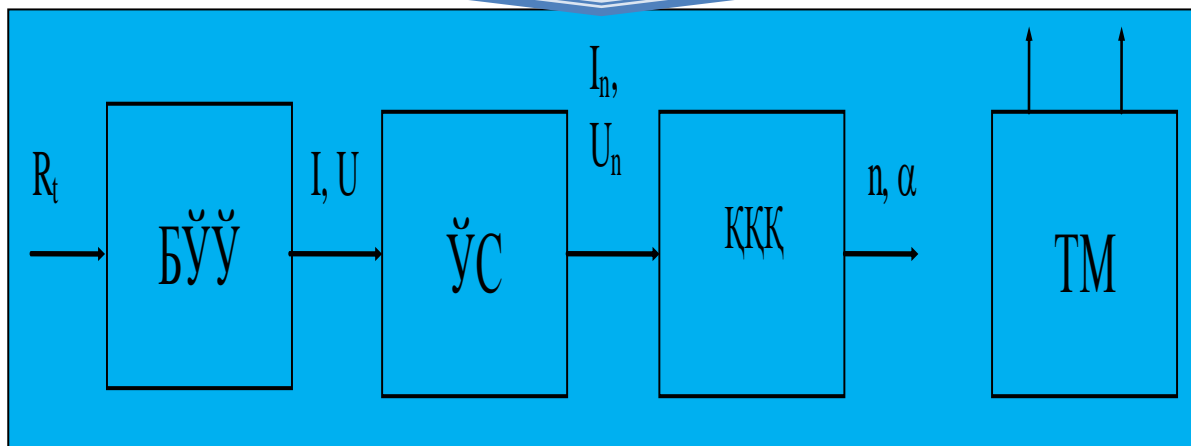 Rₜ
БЎЎ
I, U
ЎС
Iₙ,
Uₙ
ҚҚҚ
n, α
ТМ